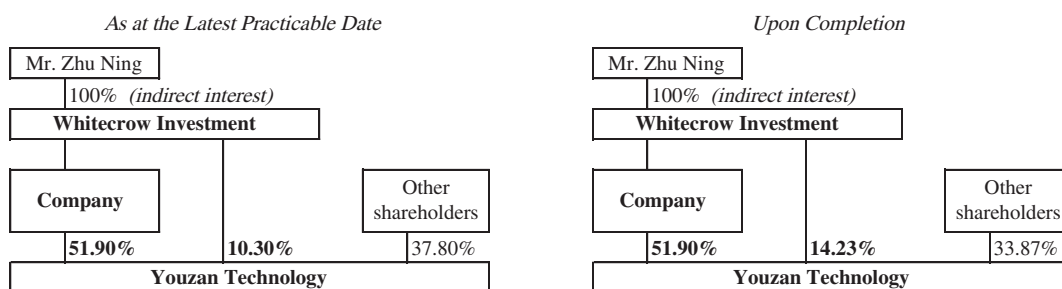 As at the Latest Practicable Date
Mr. Zhu Ning
100% (indirect interest)
Whitecrow Investment
Company
Other
shareholders
51.90% 10.30% 37.80%
Youzan Technology
Upon Completion
Mr. Zhu Ning
100% (indirect interest)
Whitecrow Investment
Company
Other
shareholders
51.90% 14.23% 33.87%
Youzan Technology